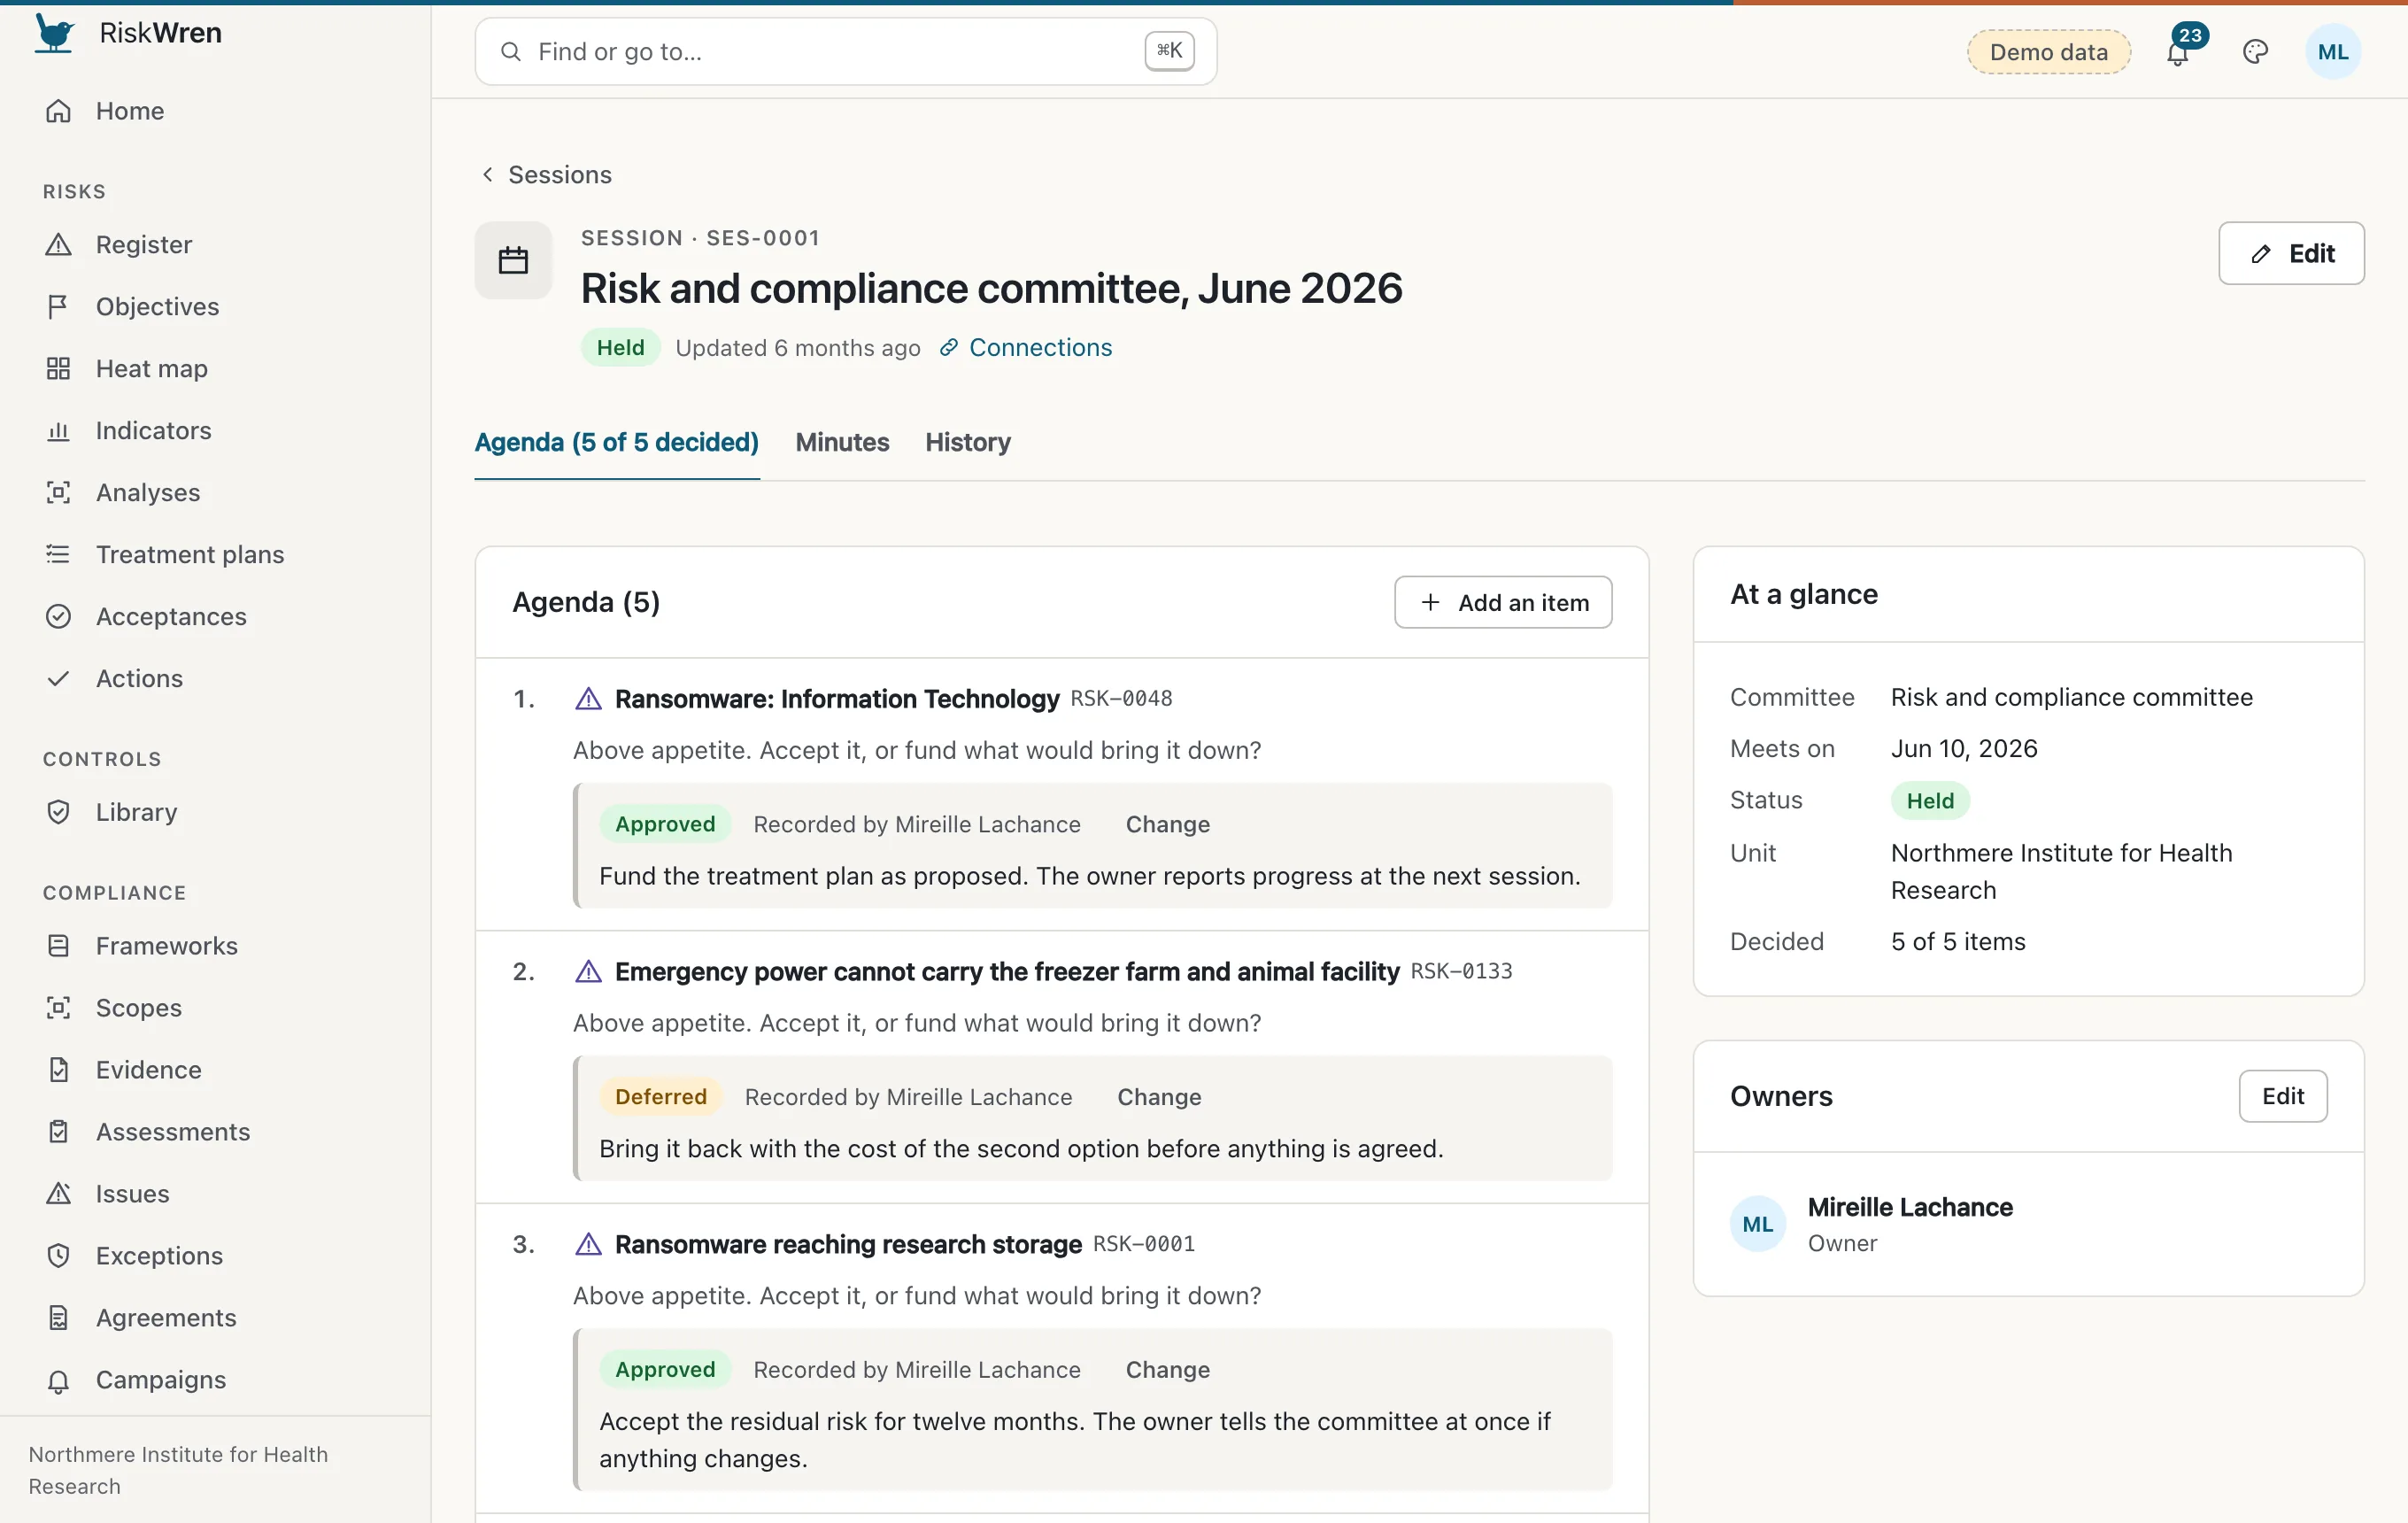 RiskWren
Find or go to...
⌘K
Demo data
23
ML
Home
RISKS
Register
Objectives
Heat map
Indicators
Analyses
Treatment plans
Acceptances
Actions
CONTROLS
Library
COMPLIANCE
Frameworks
Scopes
Evidence
Assessments
Issues
Exceptions
Agreements
Campaigns
Northmere Institute for Health
Research
Sessions
SESSION · SES-0001
Risk and compliance committee, June 2026
Edit
Held
Updated 6 months ago
Connections
Agenda (5 of 5 decided)
Minutes
History
Agenda (5)
Add an item
1. Ransomware: Information Technology RSK-0048
Above appetite. Accept it, or fund what would bring it down?
Approved Recorded by Mireille Lachance Change
Fund the treatment plan as proposed. The owner reports progress at the next session.
2. Emergency power cannot carry the freezer farm and animal facility RSK-0133
Above appetite. Accept it, or fund what would bring it down?
Deferred Recorded by Mireille Lachance Change
Bring it back with the cost of the second option before anything is agreed.
3. Ransomware reaching research storage RSK-0001
Above appetite. Accept it, or fund what would bring it down?
Approved Recorded by Mireille Lachance Change
Accept the residual risk for twelve months. The owner tells the committee at once if
anything changes.
At a glance
Committee Risk and compliance committee
Meets on Jun 10, 2026
Status Held
Unit Northmere Institute for Health
Research
Decided 5 of 5 items
Owners
Edit
ML
Mireille Lachance
Owner